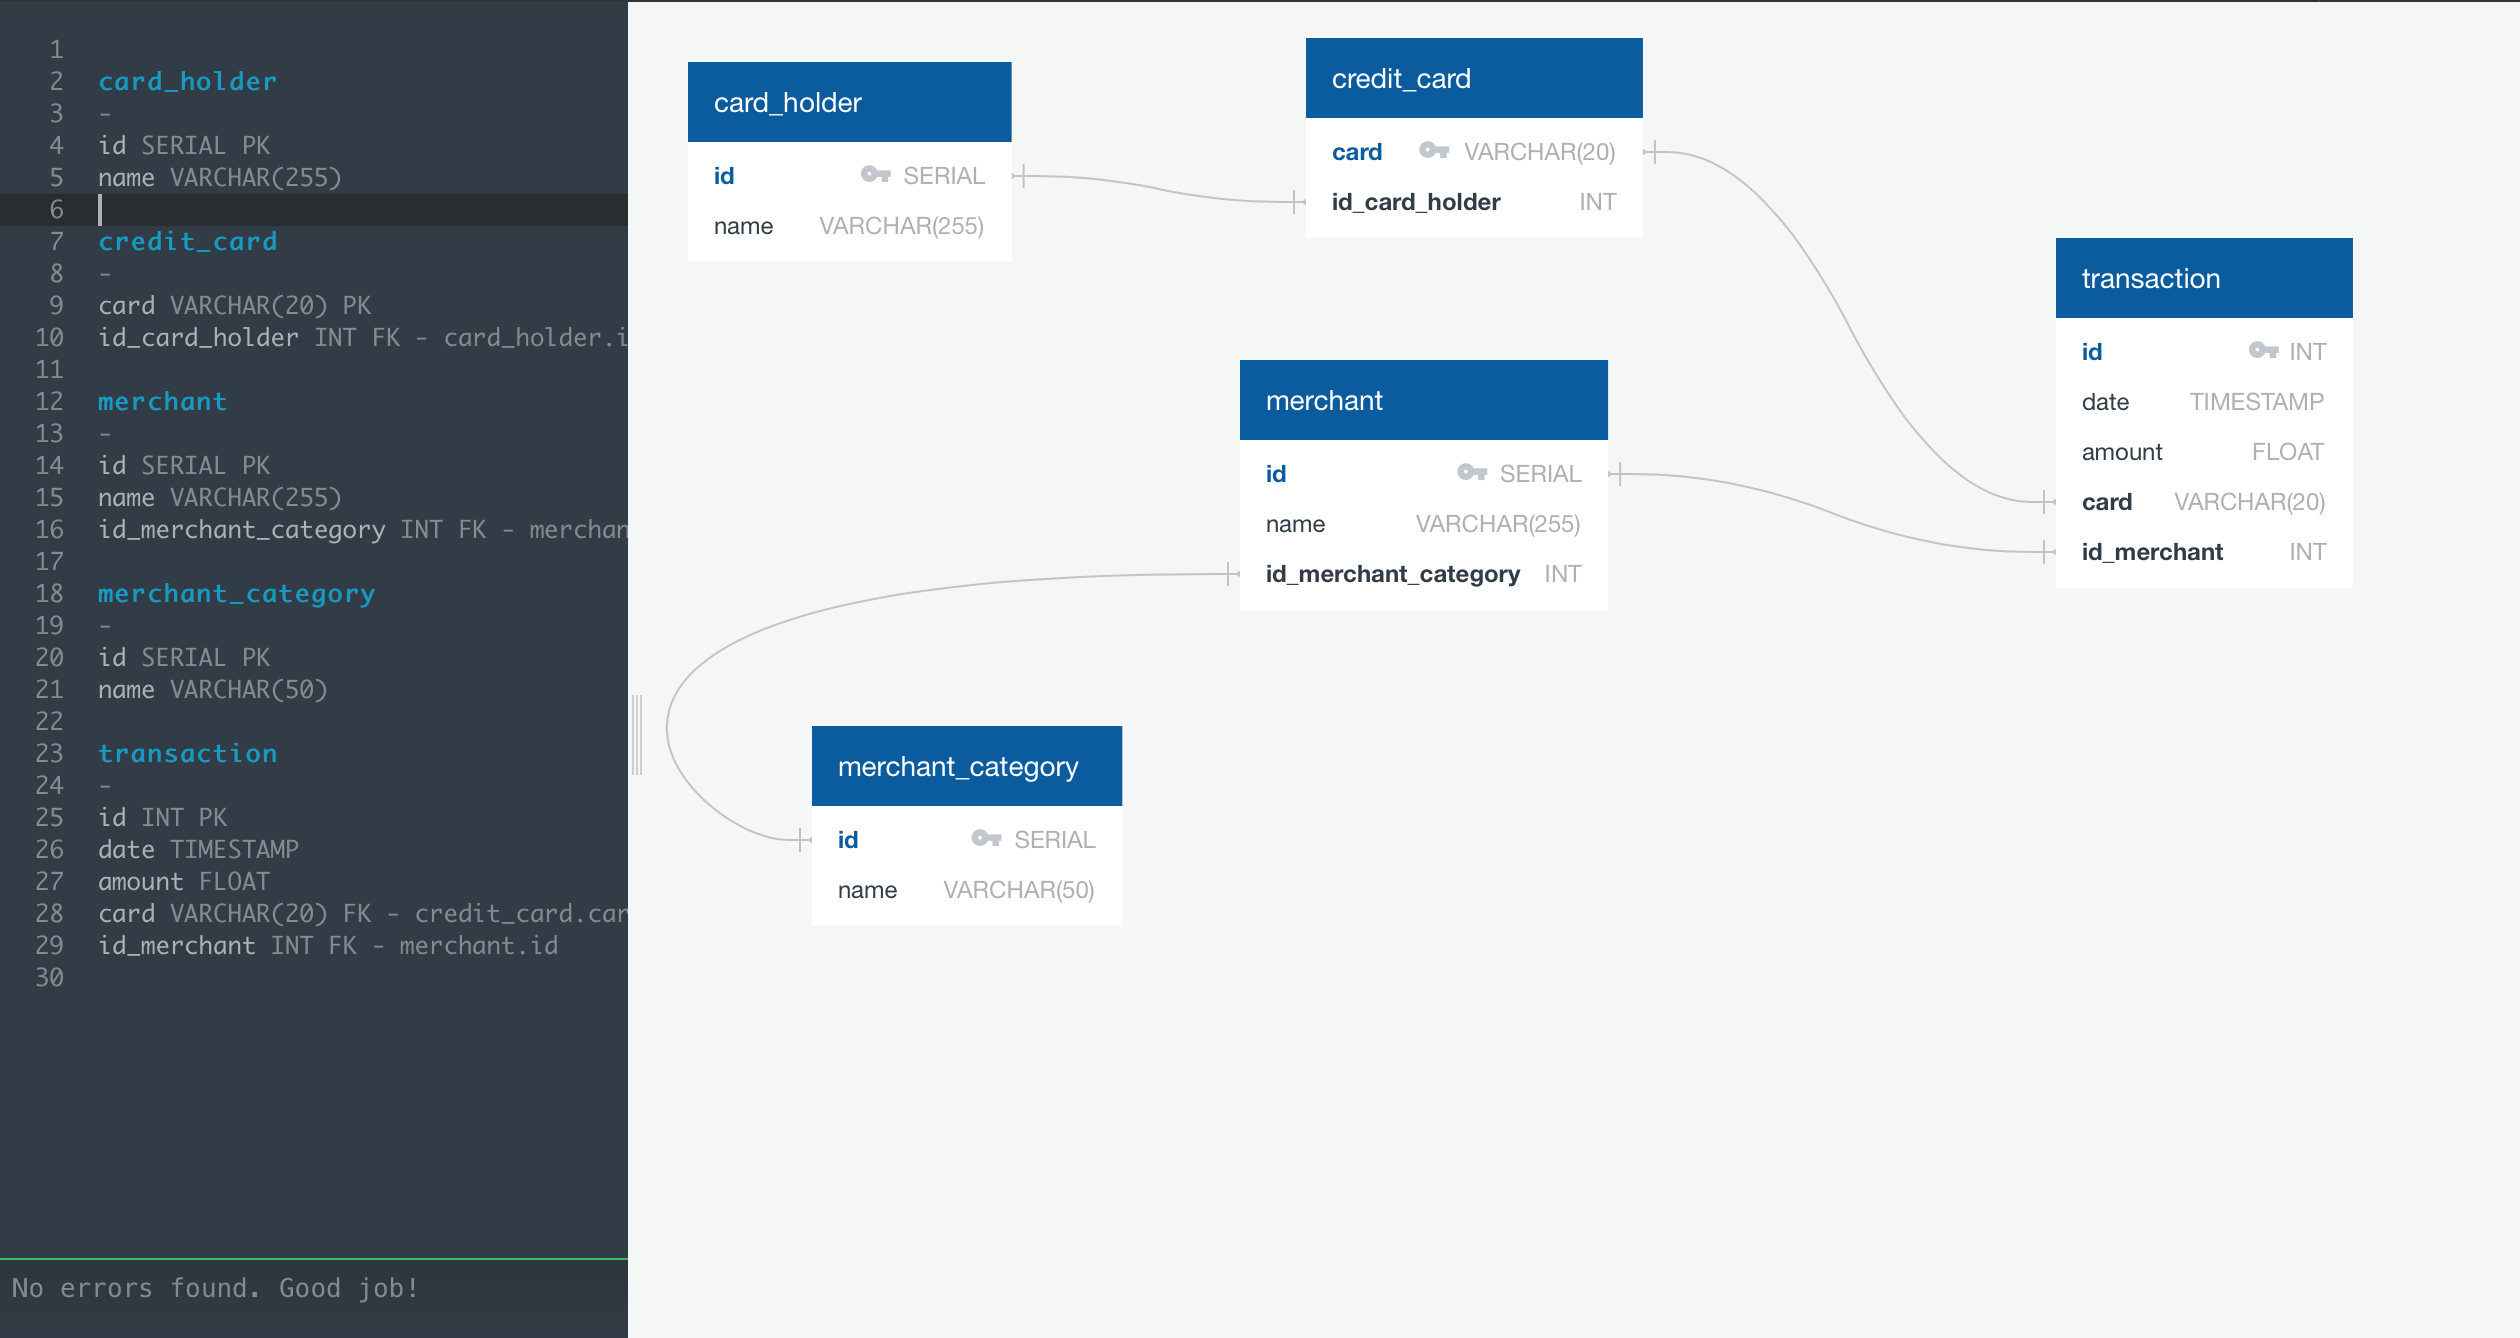 1
2 card_holder
3 -
4 id SERIAL PK
5 name VARCHAR(255)
6
7 credit_card
8 -
9 card VARCHAR(20) PK
10 id_card_holder INT FK - card_holder.i
11
12 merchant
13 -
14 id SERIAL PK
15 name VARCHAR(255)
16 id_merchant_category INT FK - merchan
17
18 merchant_category
19 -
20 id SERIAL PK
21 name VARCHAR(50)
22
23 transaction
24 -
25 id INT PK
26 date TIMESTAMP
27 amount FLOAT
28 card VARCHAR(20) FK - credit_card.car
29 id_merchant INT FK - merchant.id
30
No errors found. Good job!
card_holder
id SERIAL
name VARCHAR(255)
credit_card
card VARCHAR(20)
id_card_holder INT
merchant
id SERIAL
name VARCHAR(255)
id_merchant_category INT
transaction
id INT
date TIMESTAMP
amount FLOAT
card VARCHAR(20)
id_merchant INT
merchant_category
id SERIAL
name VARCHAR(50)